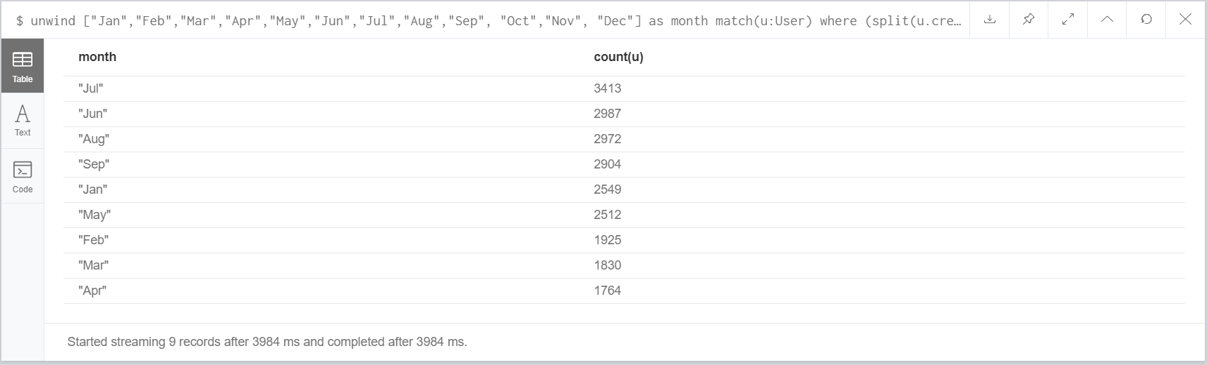 $ unwind ["Jan","Feb","Mar","Apr","May","Jun","Jul","Aug","Sep", "Oct","Nov", "Dec"] as month match(u:User) where (split(u.cre…
Table
Text
Code
month count(u)
"Jul" 3413
"Jun" 2987
"Aug" 2972
"Sep" 2904
"Jan" 2549
"May" 2512
"Feb" 1925
"Mar" 1830
"Apr" 1764
Started streaming 9 records after 3984 ms and completed after 3984 ms.